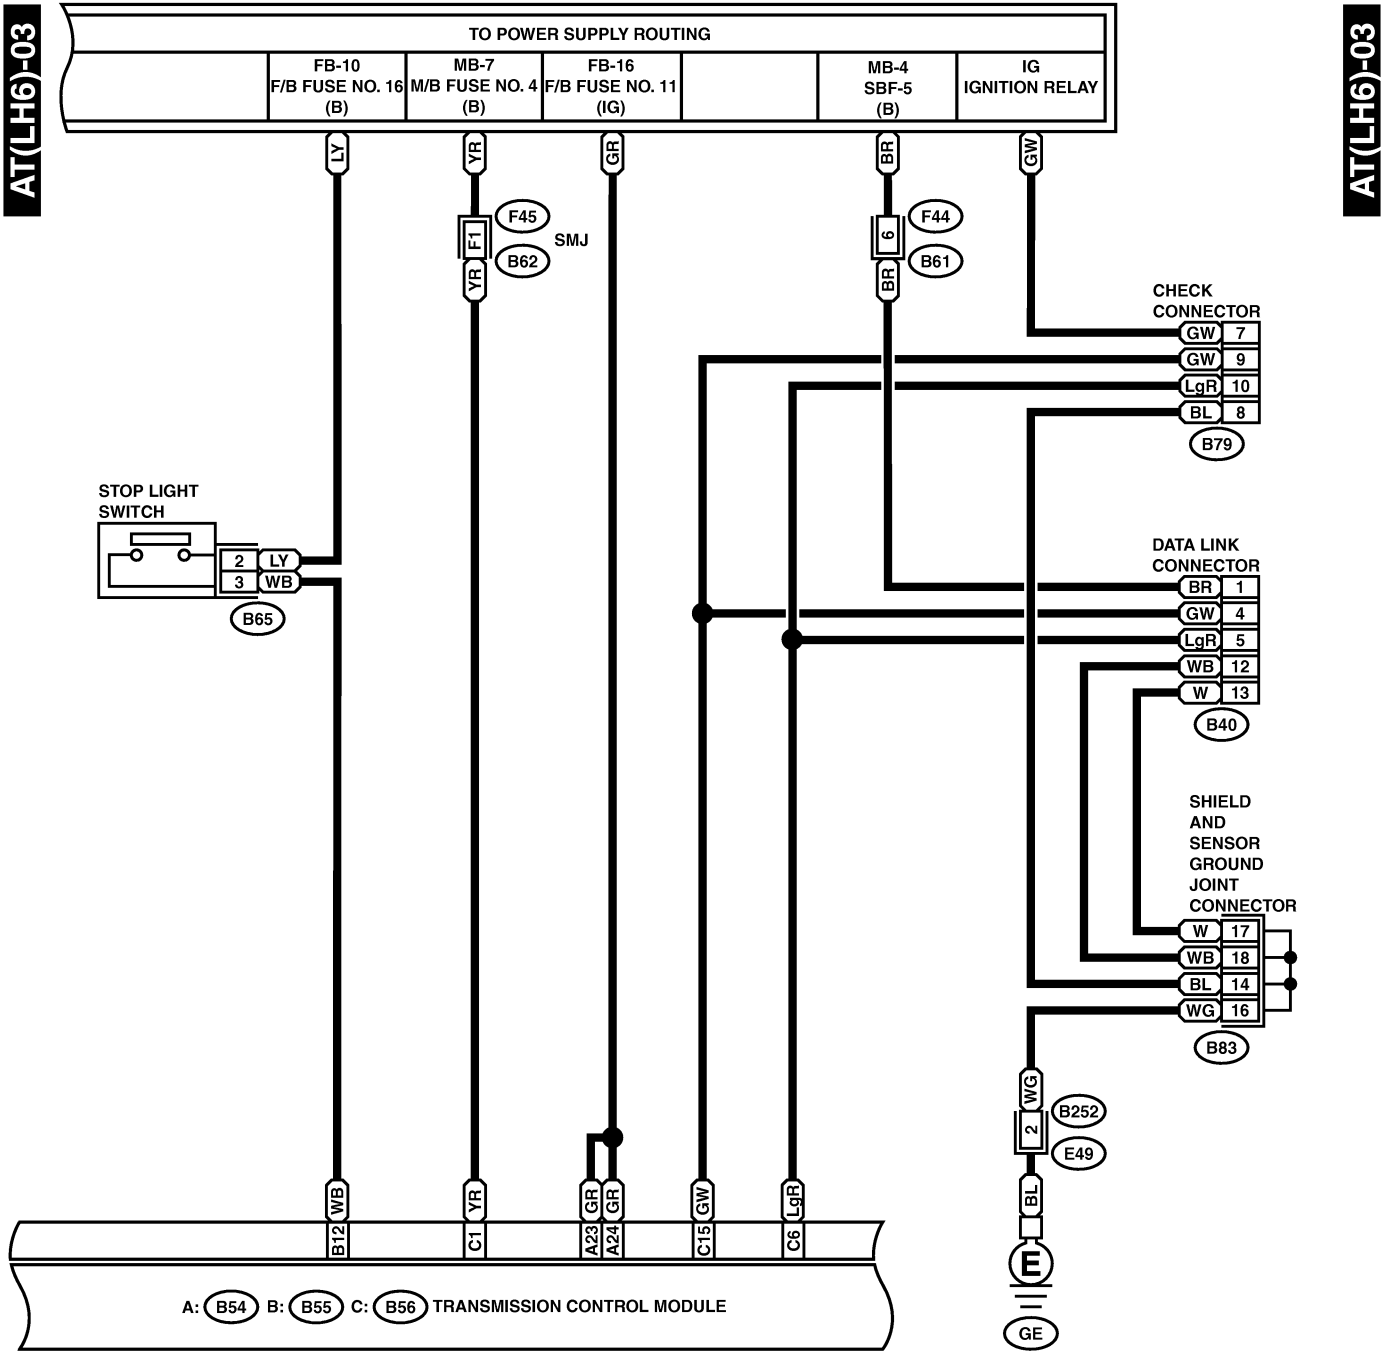 AT(LH6)-03
AT(LH6)-03
TO POWER SUPPLY ROUTING
FB-10
F/B FUSE NO. 16
(B)
MB-7
M/B FUSE NO. 4
(B)
FB-16
F/B FUSE NO. 11
(IG)
MB-4
SBF-5
(B)
IG
IGNITION RELAY
LY
YR
GR
BR
GW
F1
F45
B62
SMJ
YR
6
F44
B61
BR
CHECK
CONNECTOR
GW 7
GW 9
LgR 10
BL 8
B79
STOP LIGHT
SWITCH
2 LY
3 WB
B65
DATA LINK
CONNECTOR
BR 1
GW 4
LgR 5
WB 12
W 13
B40
SHIELD
AND
SENSOR
GROUND
JOINT
CONNECTOR
W 17
WB 18
BL 14
WG 16
B83
WG
2
B252
E49
BL
E
GE
WB
YR
GR
GR
GW
LgR
B12
C1
A23
A24
C15
C6
A: B54 B: B55 C: B56 TRANSMISSION CONTROL MODULE